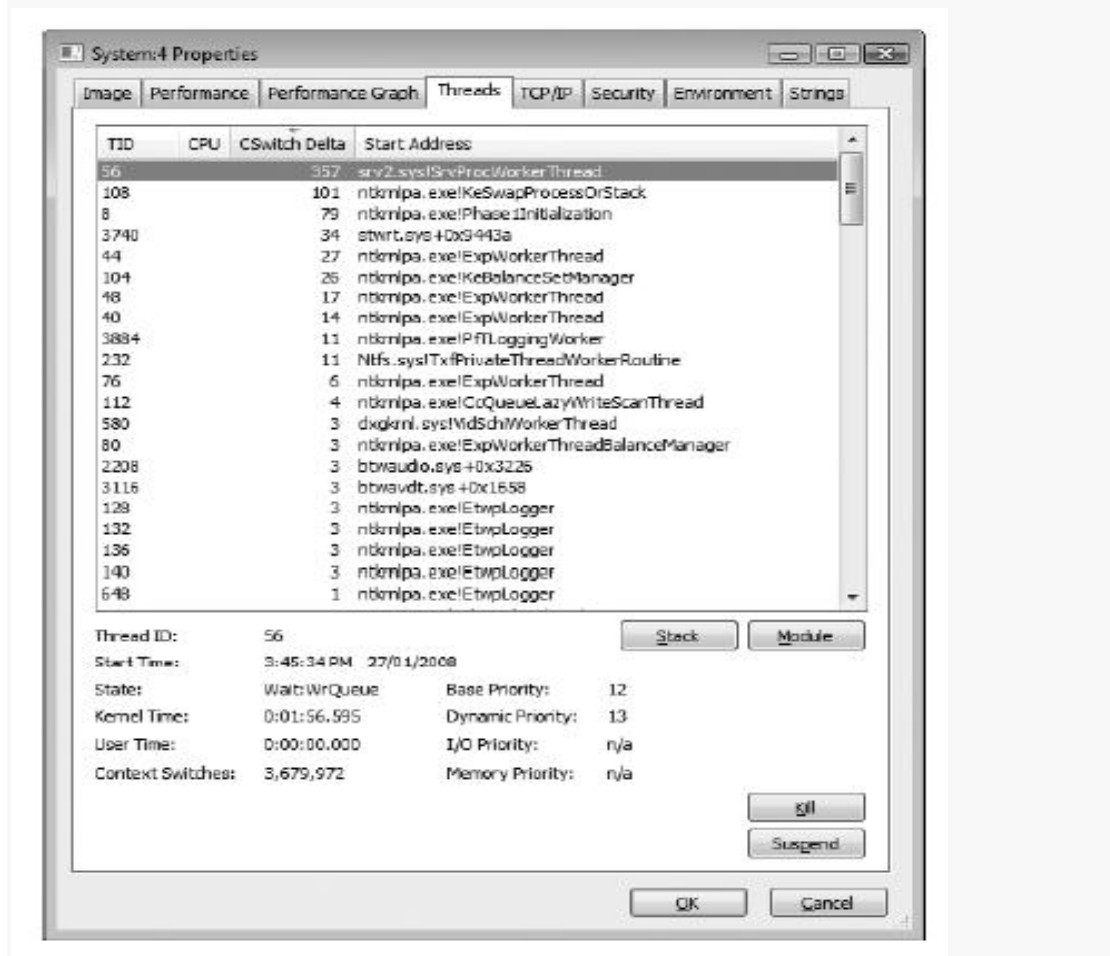 System:4 Properties
Image Performance Performance Graph Threads TCP/IP Security Environment Strings
TID CPU CSwitch Delta Start Address
56 357 srv2.sys!SrvProcWorkerThread
108 101 ntkrnlpa.exe!KeSwapProcessOrStack
8 79 ntkrnlpa.exe!Phase1Initialization
3740 34 stwrt.sys+0x9443a
44 27 ntkrnlpa.exe!ExpWorkerThread
104 26 ntkrnlpa.exe!KeBalanceSetManager
48 17 ntkrnlpa.exe!ExpWorkerThread
40 14 ntkrnlpa.exe!ExpWorkerThread
3884 11 ntkrnlpa.exe!PfTLoggingWorker
232 11 Ntfs.sys!TxfPrivateThreadWorkerRoutine
76 6 ntkrnlpa.exe!ExpWorkerThread
112 4 ntkrnlpa.exe!CcQueueLazyWriteScanThread
580 3 dxgkrnl.sys!VidSchiWorkerThread
80 3 ntkrnlpa.exe!ExpWorkerThreadBalanceManager
2208 3 btwaudio.sys+0x3226
3116 3 btwavdt.sys+0x1658
128 3 ntkrnlpa.exe!EtwpLogger
132 3 ntkrnlpa.exe!EtwpLogger
136 3 ntkrnlpa.exe!EtwpLogger
140 3 ntkrnlpa.exe!EtwpLogger
648 1 ntkrnlpa.exe!EtwpLogger
Thread ID: 56 Stack Module
Start Time: 3:45:34 PM 27/01/2008
State: Wait:WrQueue Base Priority: 12
Kernel Time: 0:01:56.595 Dynamic Priority: 13
User Time: 0:00:00.000 I/O Priority: n/a
Context Switches: 3,679,972 Memory Priority: n/a
Kill
Suspend
OK Cancel